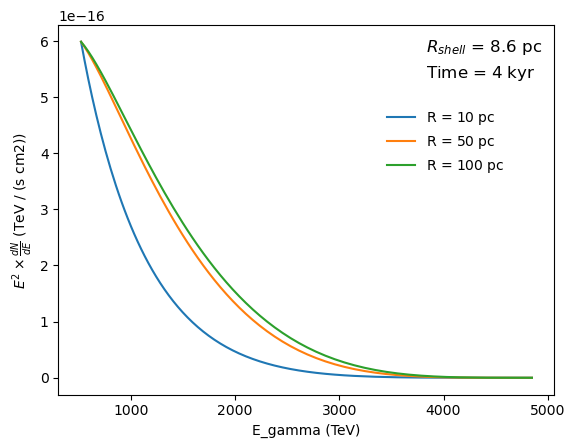 1e−16
R_shell = 8.6 pc
Time = 4 kyr
R = 10 pc
R = 50 pc
R = 100 pc
6
5
4
3
2
1
0
E² × dN/dE (TeV / (s cm2))
1000
2000
3000
4000
5000
E_gamma (TeV)